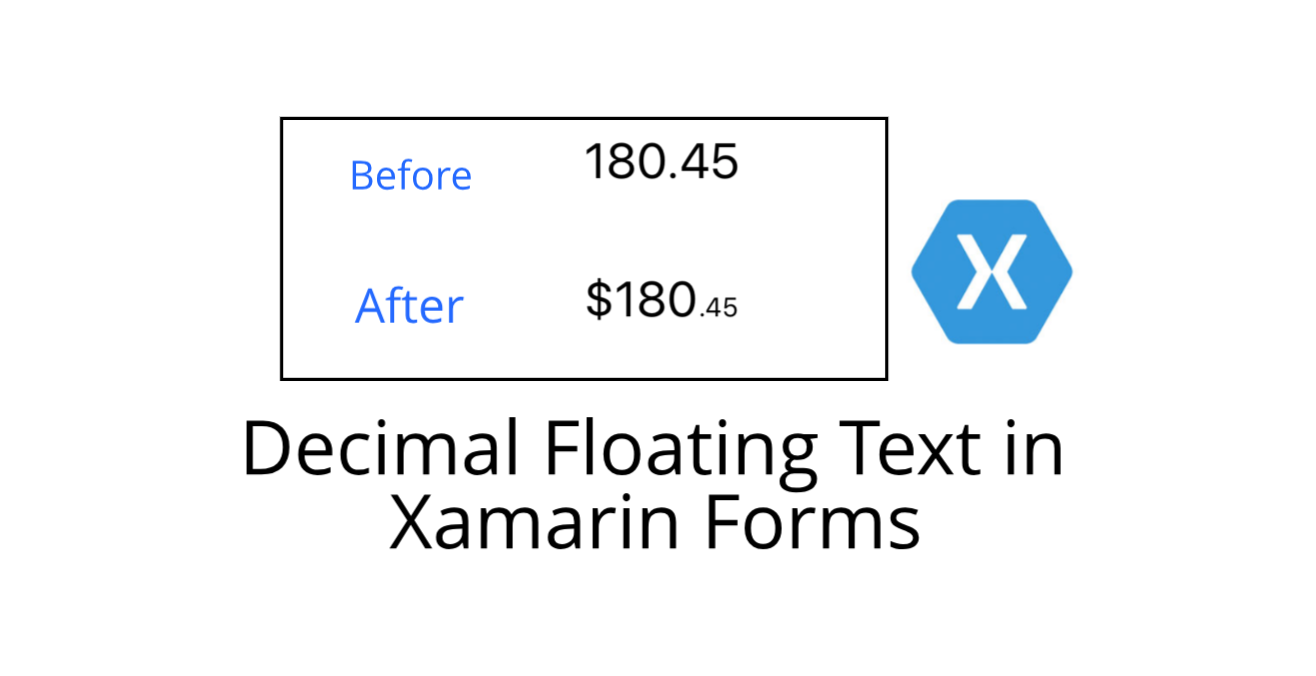 Before 180.45
After $180.45
X
Decimal Floating Text in
Xamarin Forms